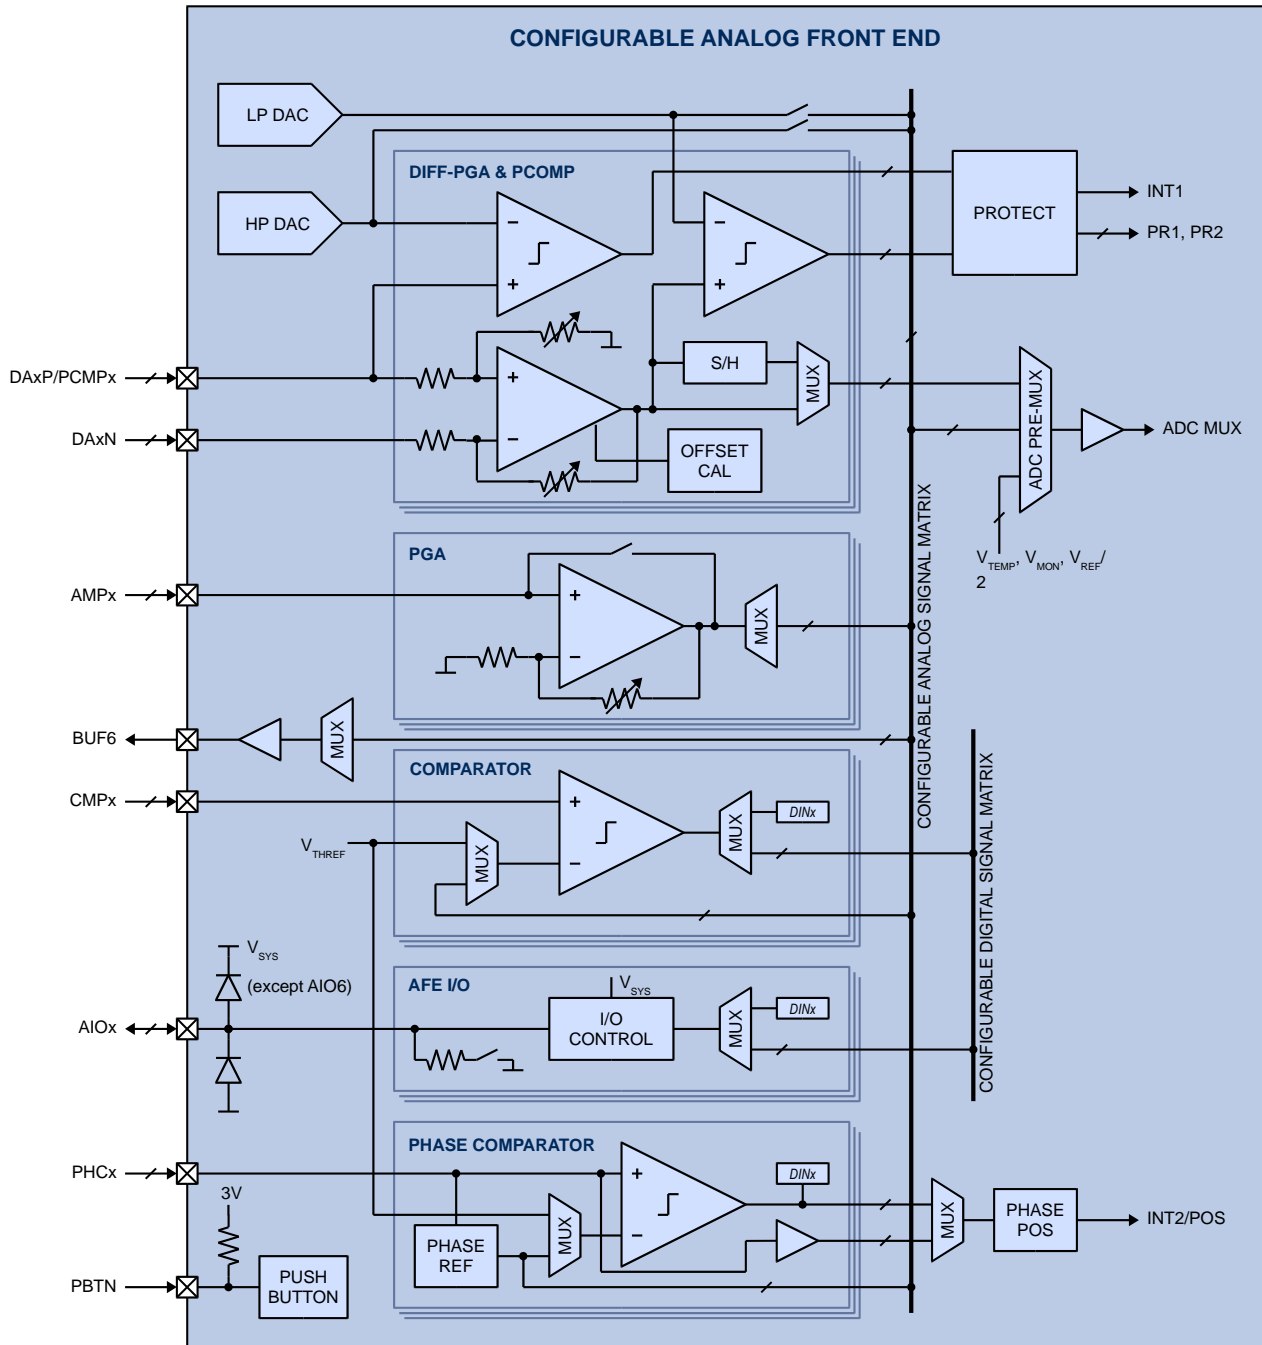 CONFIGURABLE ANALOG FRONT END
LP DAC
HP DAC
DIFF-PGA & PCOMP
−
+
−
+
PROTECT
INT1
PR1, PR2
DAxP/PCMPx
DAxN
+
−
S/H
MUX
OFFSET
CAL
ADC PRE-MUX
ADC MUX
VTEMP, VMON, VREF/
2
CONFIGURABLE ANALOG SIGNAL MATRIX
PGA
AMPx
+
−
MUX
BUF6
MUX
COMPARATOR
CMPx
VTHREF
MUX
+
−
MUX
DINx
CONFIGURABLE DIGITAL SIGNAL MATRIX
VSYS
(except AIO6)
AIOx
AFE I/O
VSYS
I/O
CONTROL
MUX
DINx
PHASE COMPARATOR
PHCx
3V
PHASE
REF
MUX
+
−
DINx
MUX
PHASE
POS
INT2/POS
PBTN
PUSH
BUTTON